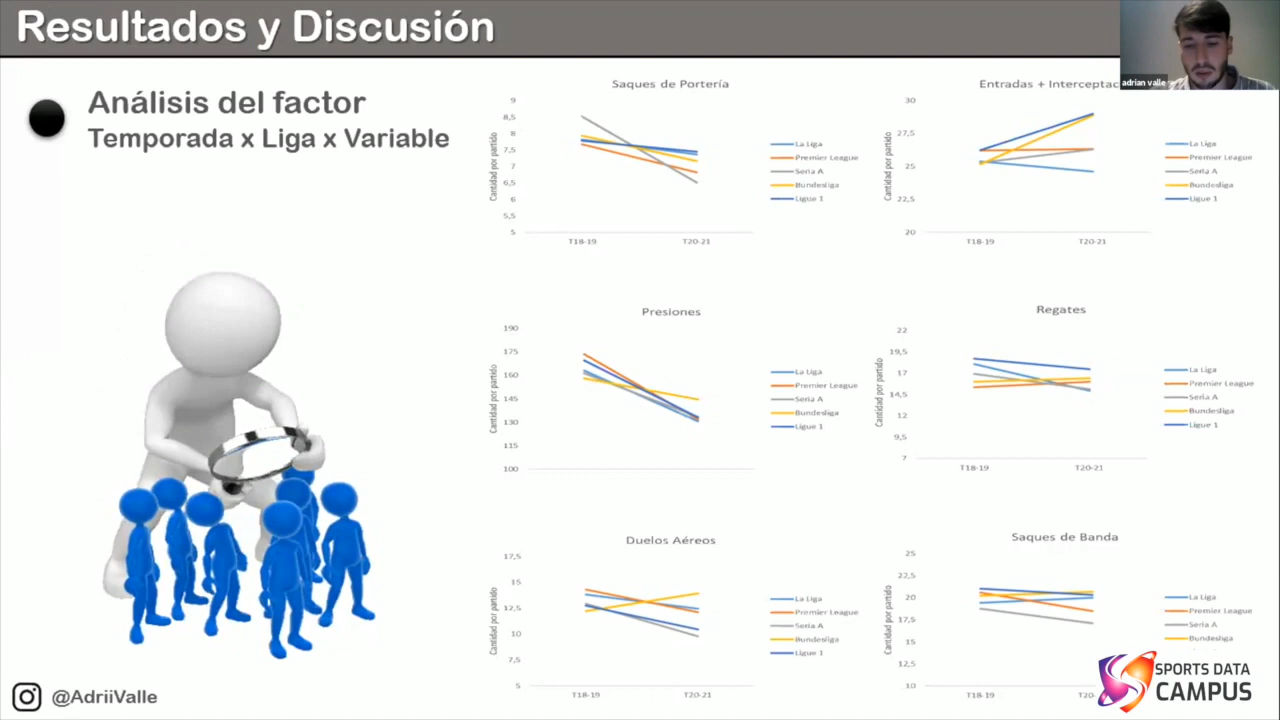 Resultados y Discusión
adrian valle
Análisis del factor
Temporada x Liga x Variable
Saques de Portería
Cantidad por partido
9
8,5
8
7,5
7
6,5
6
5,5
5
T18-19
T20-21
La Liga
Premier League
Seria A
Bundesliga
Ligue 1
Entradas + Interceptac
Cantidad por partido
30
27,5
25
22,5
20
T18-19
T20-21
La Liga
Premier League
Seria A
Bundesliga
Ligue 1
Presiones
Cantidad por partido
190
175
160
145
130
115
100
La Liga
Premier League
Seria A
Bundesliga
Ligue 1
Regates
Cantidad por partido
22
19,5
17
14,5
12
9,5
7
T18-19
T20-21
La Liga
Premier League
Seria A
Bundesliga
Ligue 1
Duelos Aéreos
Cantidad por partido
17,5
15
12,5
10
7,5
5
T18-19
T20-21
La Liga
Premier League
Seria A
Bundesliga
Ligue 1
Saques de Banda
Cantidad por partido
25
22,5
20
17,5
15
12,5
10
T18-19
T20-
La Liga
Premier League
Seria A
Bundesliga
@AdriiValle
SPORTS DATA
CAMPUS